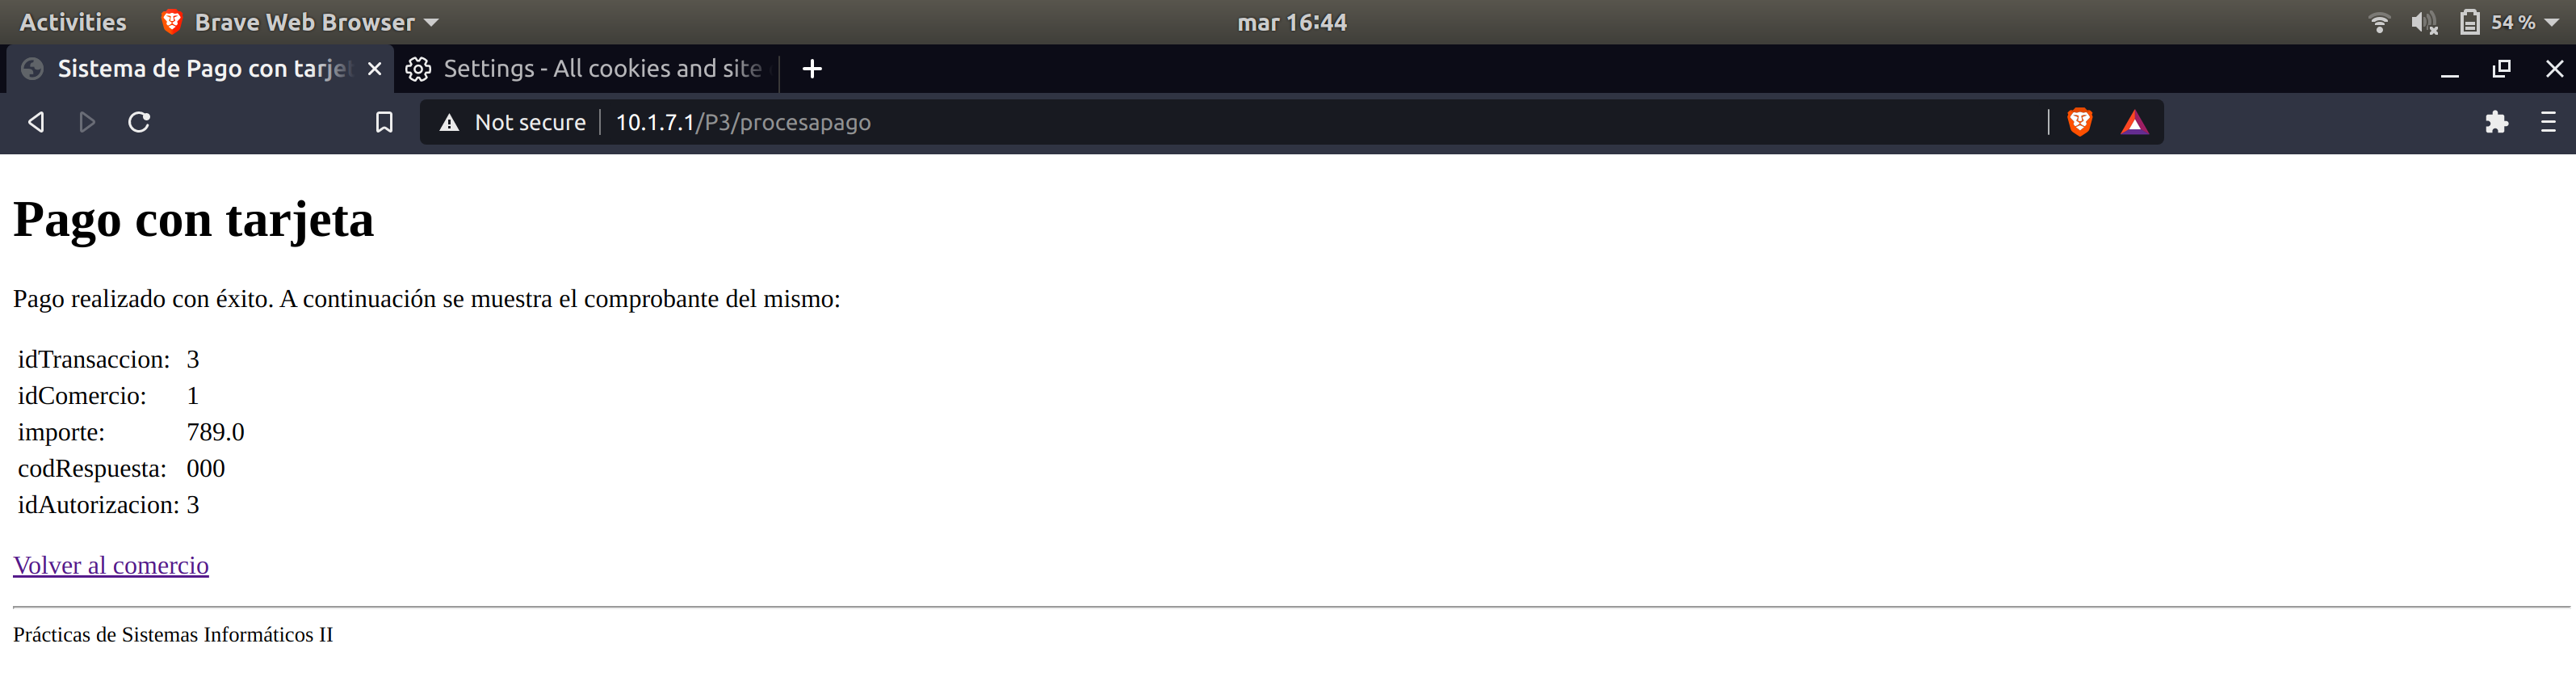 Activities Brave Web Browser mar 16:44 54 %
Sistema de Pago con tarjet Settings - All cookies and site
Not secure 10.1.7.1/P3/procesapago
Pago con tarjeta
Pago realizado con éxito. A continuación se muestra el comprobante del mismo:
idTransaccion: 3
idComercio: 1
importe: 789.0
codRespuesta: 000
idAutorizacion: 3
Volver al comercio
Prácticas de Sistemas Informáticos II